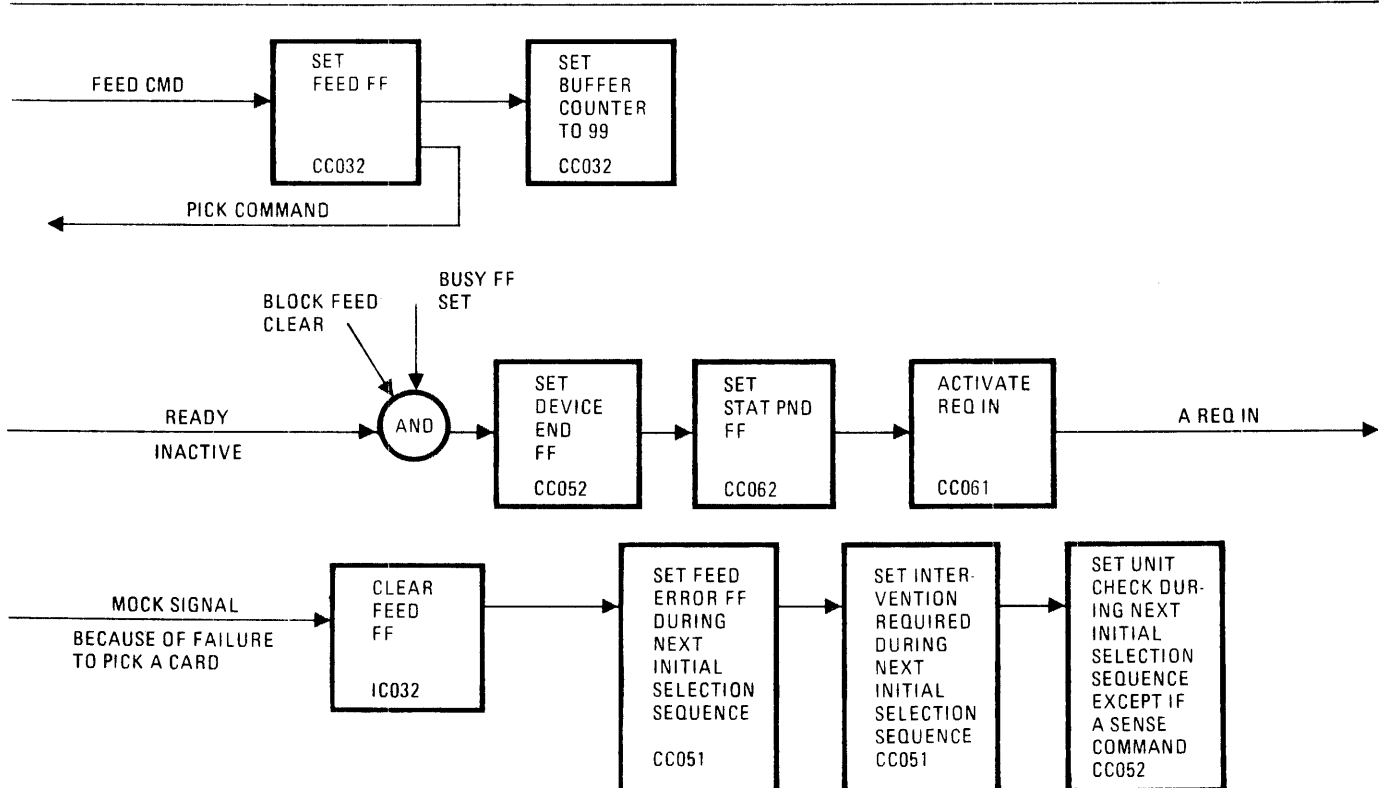 FEED CMD
SET
FEED FF
CC032
SET
BUFFER
COUNTER
TO 99
CC032
PICK COMMAND
BLOCK FEED
CLEAR
BUSY FF
SET
READY
INACTIVE
AND
SET
DEVICE
END
FF
CC052
SET
STAT PND
FF
CC062
ACTIVATE
REQ IN
CC061
A REQ IN
MOCK SIGNAL
BECAUSE OF FAILURE
TO PICK A CARD
CLEAR
FEED
FF
IC032
SET FEED
ERROR FF
DURING
NEXT
INITIAL
SELECTION
SEQUENCE
CC051
SET INTER-
VENTION
REQUIRED
DURING
NEXT
INITIAL
SELECTION
SEQUENCE
CC051
SET UNIT
CHECK DUR-
ING NEXT
INITIAL
SELECTION
SEQUENCE
EXCEPT IF
A SENSE
COMMAND
CC052